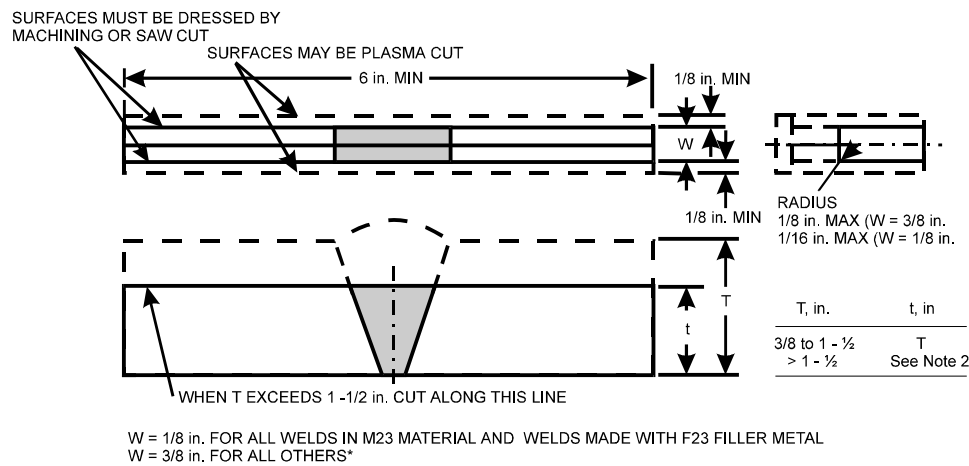 SURFACES MUST BE DRESSED BY
MACHINING OR SAW CUT
SURFACES MAY BE PLASMA CUT
6 in. MIN
1/8 in. MIN
W
1/8 in. MIN
RADIUS
1/8 in. MAX (W = 3/8 in.
1/16 in. MAX (W = 1/8 in.
T
t
T, in. t, in
3/8 to 1 - ½ T
> 1 - ½ See Note 2
WHEN T EXCEEDS 1 -1/2 in. CUT ALONG THIS LINE
W = 1/8 in. FOR ALL WELDS IN M23 MATERIAL AND WELDS MADE WITH F23 FILLER METAL
W = 3/8 in. FOR ALL OTHERS*